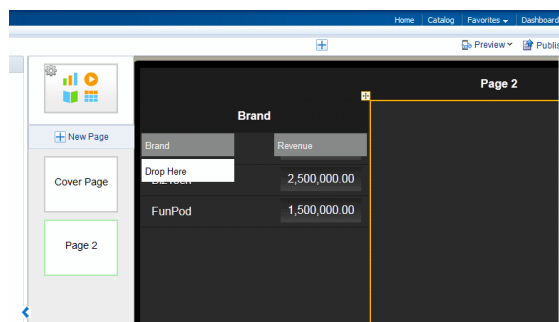 Home Catalog Favorites Dashboard
Preview Publis
Page 2
Brand
New Page
Brand Revenue
Drop Here
2,500,000.00
Cover Page
FunPod 1,500,000.00
Page 2